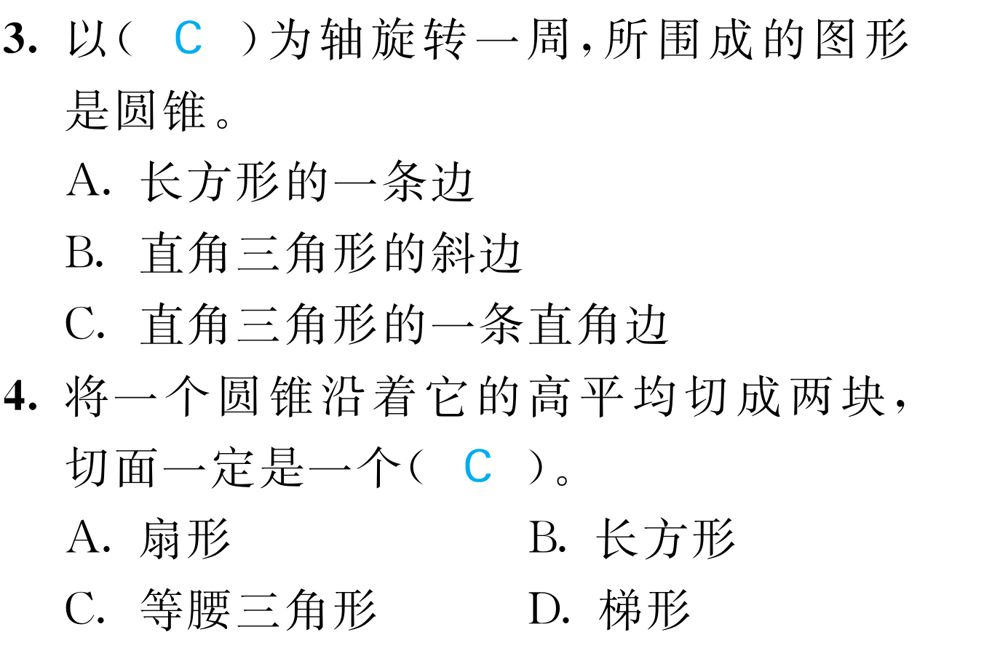 3. 以( C )为轴旋转一周,所围成的图形
是圆锥。
A. 长方形的一条边
B. 直角三角形的斜边
C. 直角三角形的一条直角边
4. 将一个圆锥沿着它的高平均切成两块,
切面一定是一个( C )。
A. 扇形 B. 长方形
C. 等腰三角形 D. 梯形